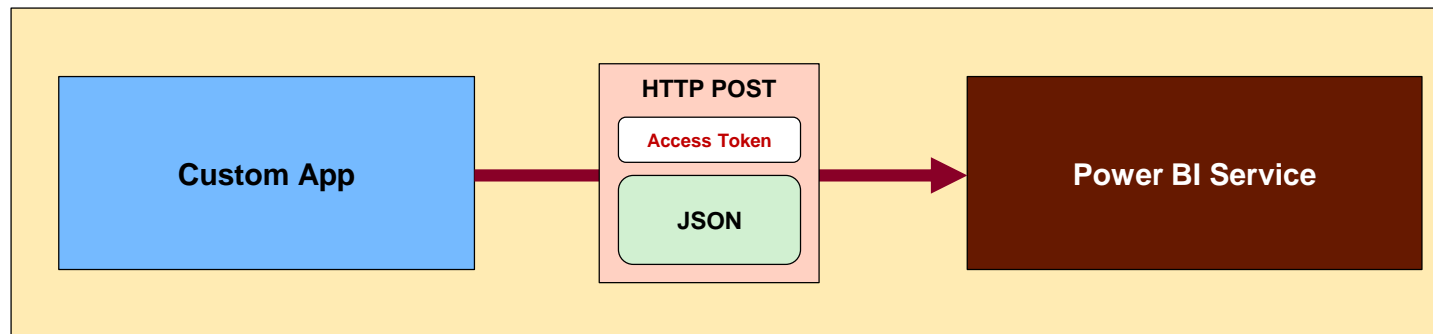 Custom App
HTTP POST
Access Token
JSON
Power BI Service